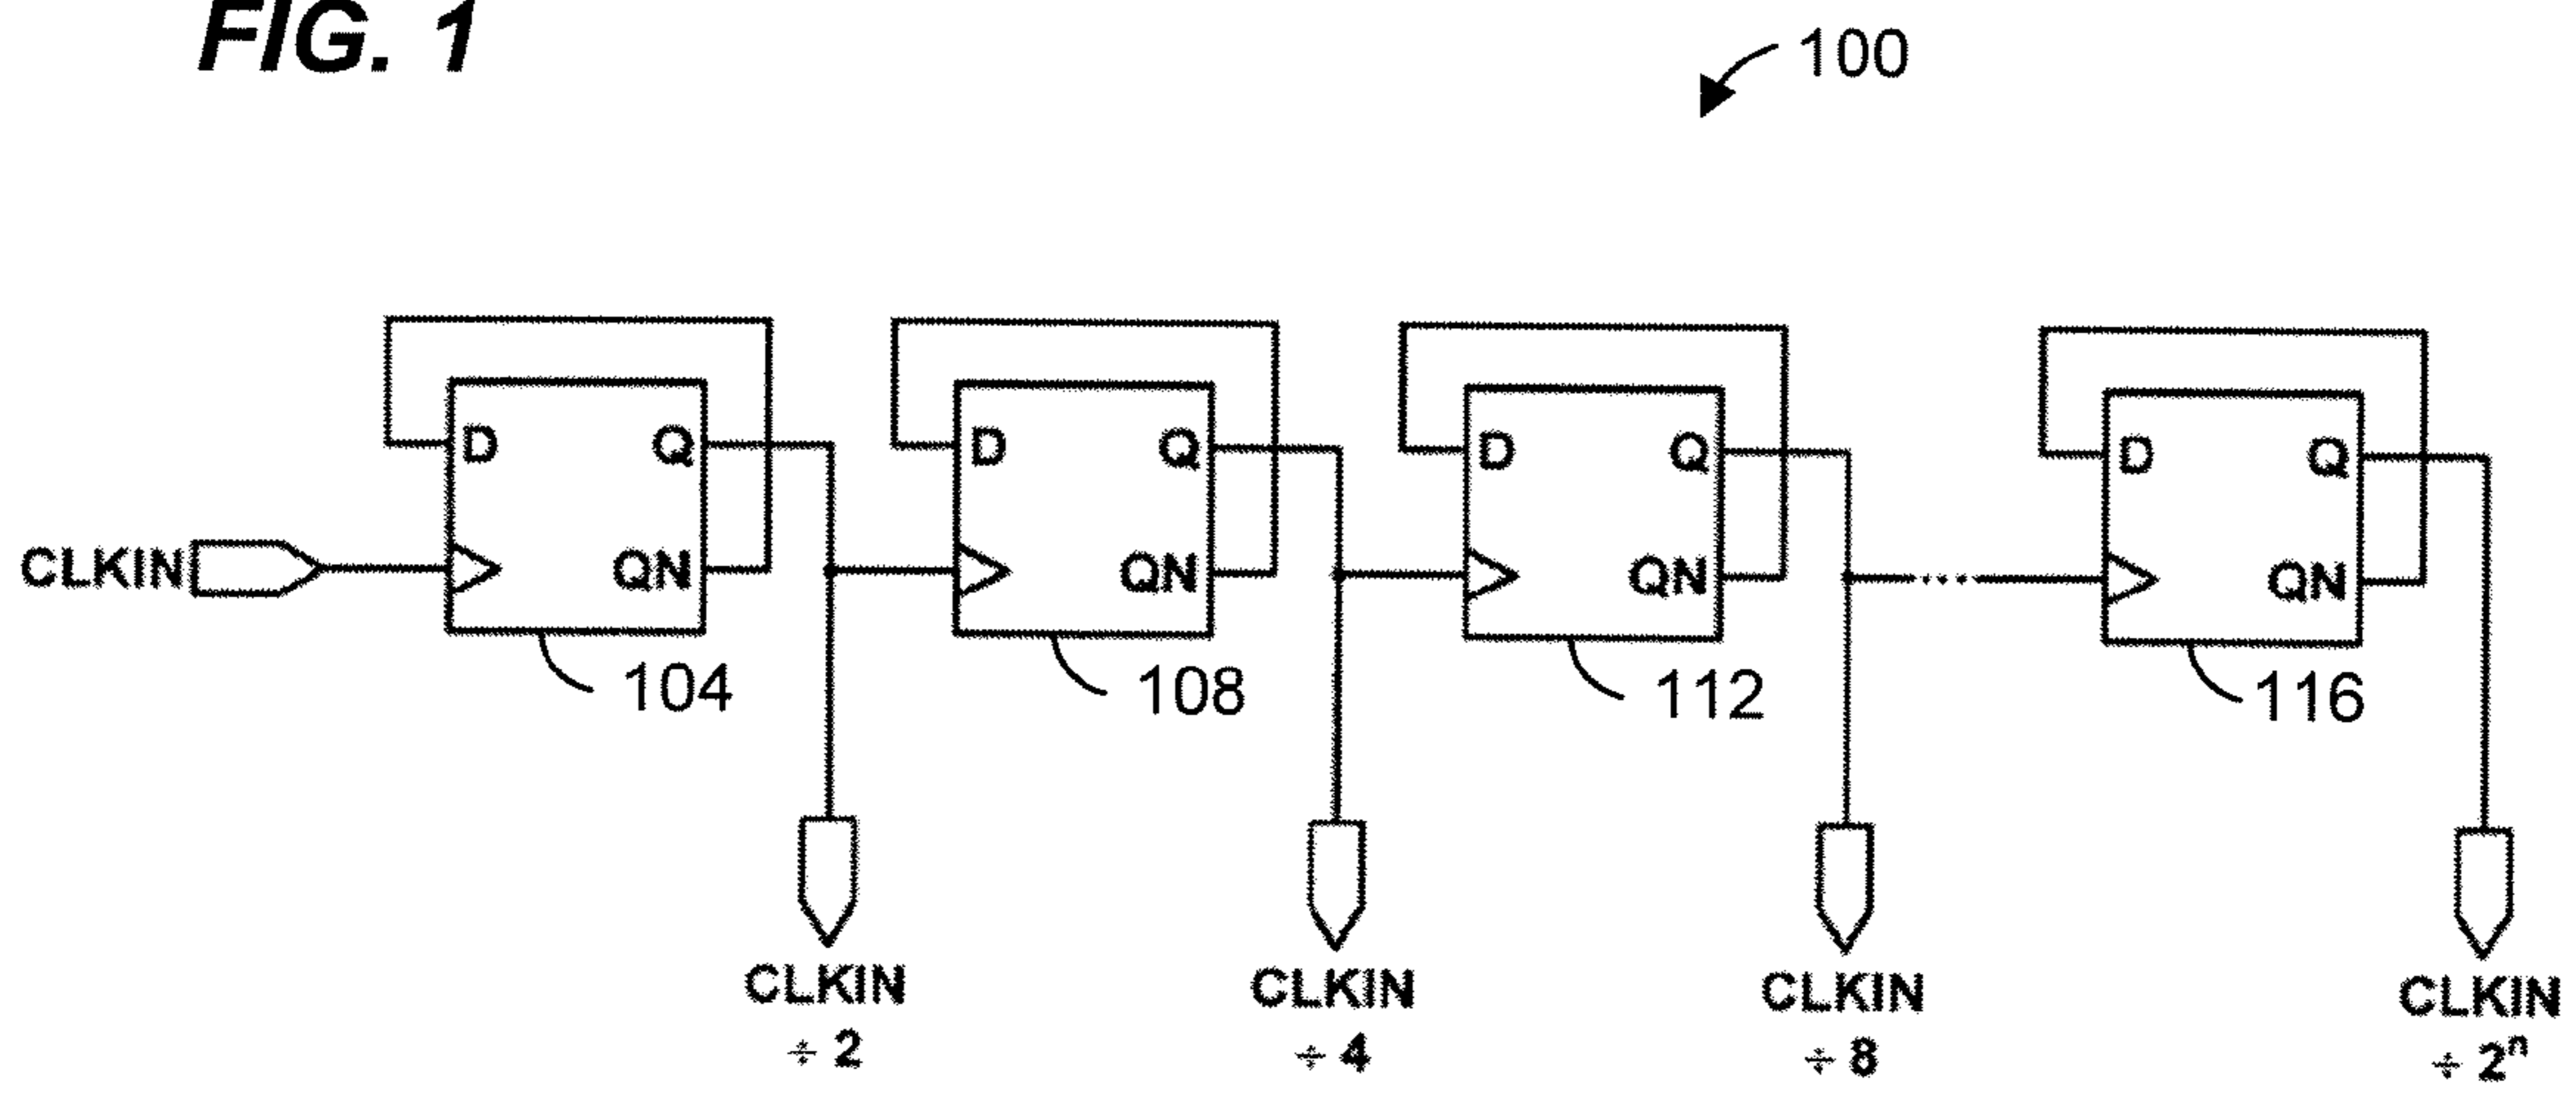 FIG. 1
100
D Q D Q D Q D Q
CLKIN QN QN QN QN
104 108 112 116
CLKIN CLKIN CLKIN CLKIN
÷ 2 ÷ 4 ÷ 8 ÷ 2ⁿ